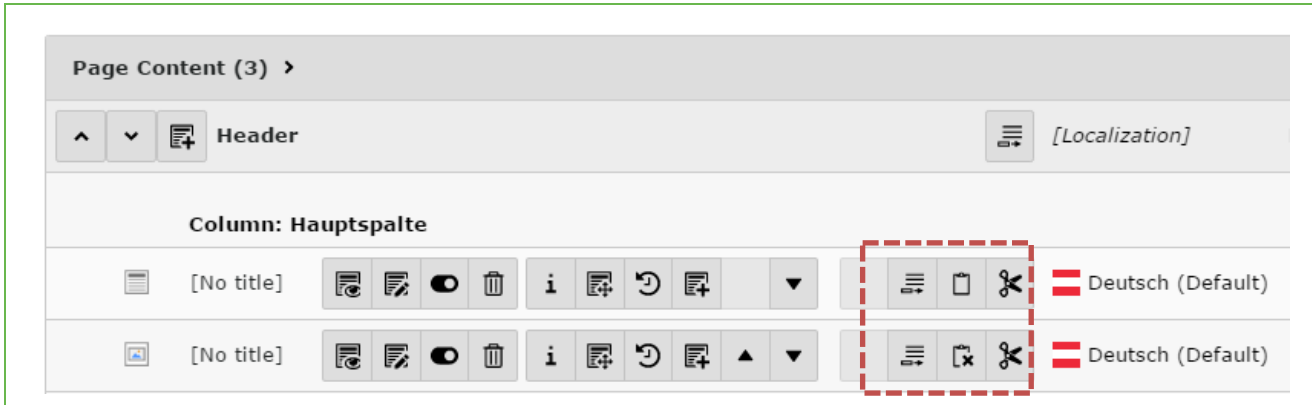 Page Content (3)
Header
[Localization]
Column: Hauptspalte
[No title]
Deutsch (Default)
[No title]
Deutsch (Default)